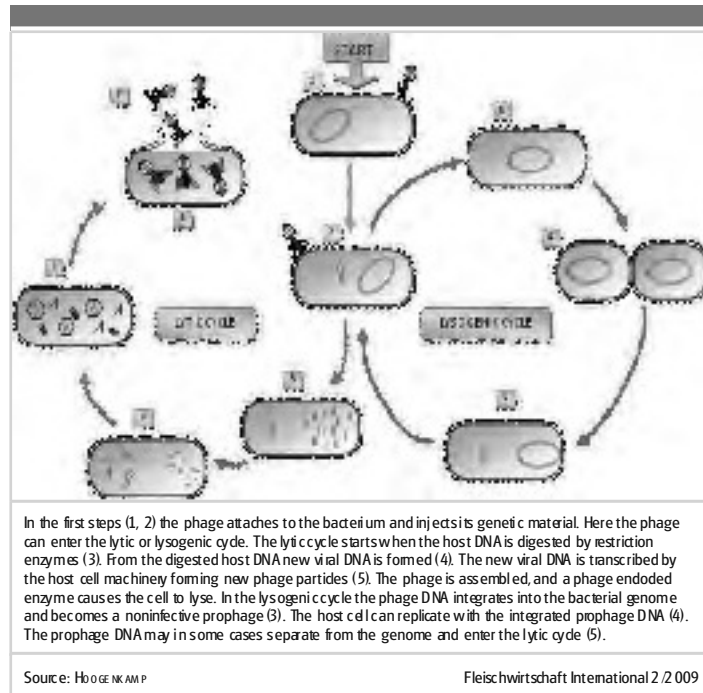 START
LYTIC CYCLE
LYSOGENIC CYCLE
In the first steps (1, 2) the phage attaches to the bacterium and injects its genetic material. Here the phage
can enter the lytic or lysogenic cycle. The lytic cycle starts when the host DNA is digested by restriction
enzymes (3). From the digested host DNA new viral DNA is formed (4). The new viral DNA is transcribed by
the host cell machinery forming new phage particles (5). The phage is assembled, and a phage endoded
enzyme causes the cell to lyse. In the lysogenic cycle the phage DNA integrates into the bacterial genome
and becomes a noninfective prophage (3). The host cell can replicate with the integrated prophage DNA (4).
The prophage DNA may in some cases separate from the genome and enter the lytic cycle (5).
Source: HOOGENKAMP
Fleischwirtschaft International 2/2009